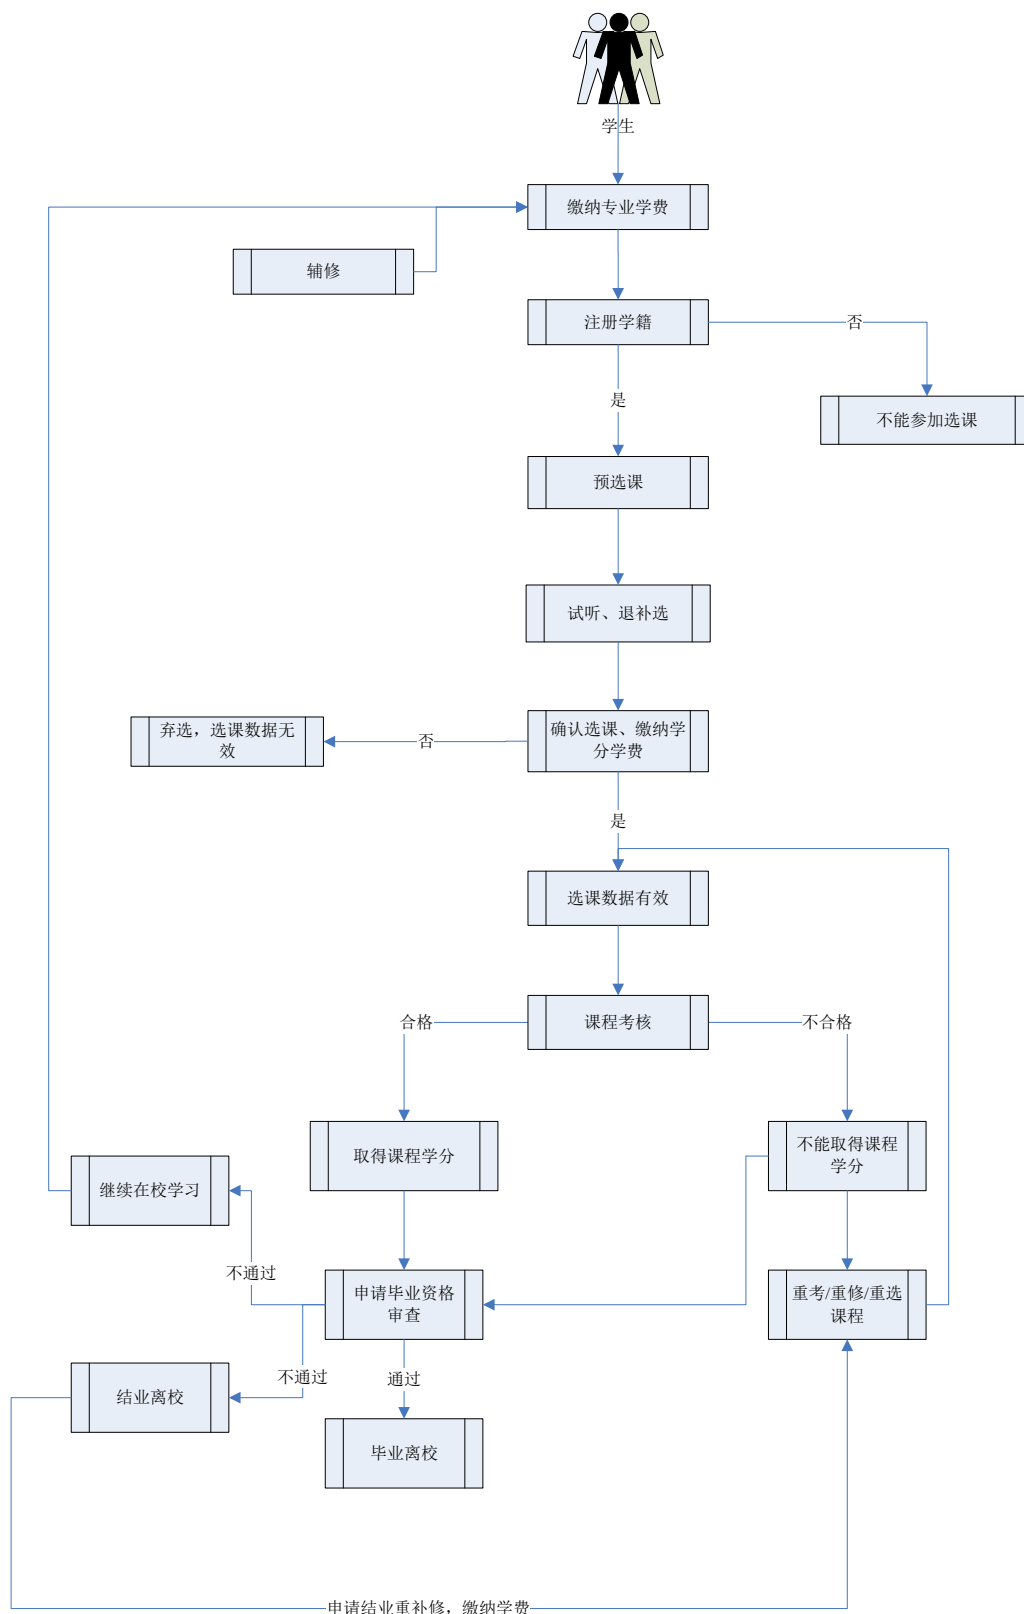 学生
缴纳专业学费
辅修
注册学籍
否
不能参加选课
是
预选课
试听、退补选
确认选课、缴纳学
分学费
否
弃选，选课数据无
效
是
选课数据有效
课程考核
合格
不合格
取得课程学分
不能取得课程
学分
继续在校学习
不通过
申请毕业资格
审查
重考/重修/重选
课程
不通过
通过
结业离校
毕业离校
申请结业重补修，缴纳学费